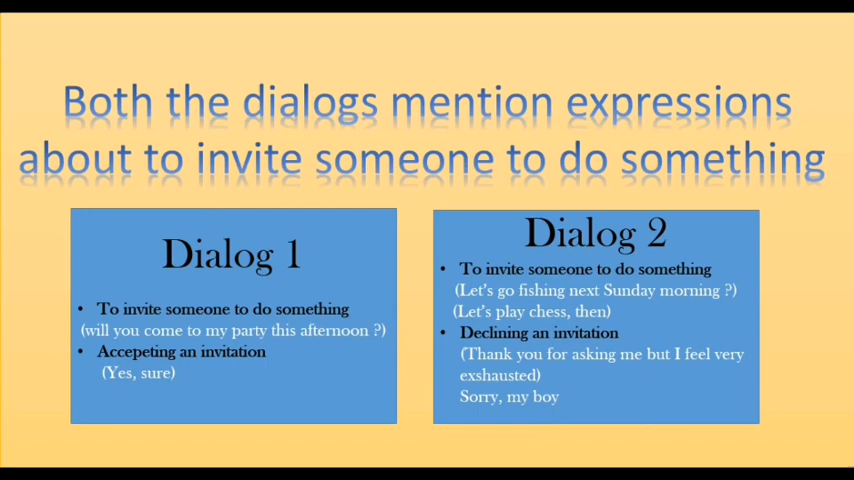 Both the dialogs mention expressions
about to invite someone to do something
Dialog 1
• To invite someone to do something
(will you come to my party this afternoon ?)
• Accepeting an invitation
(Yes, sure)
Dialog 2
• To invite someone to do something
(Let's go fishing next Sunday morning ?)
(Let's play chess, then)
• Declining an invitation
(Thank you for asking me but I feel very
exshausted)
Sorry, my boy